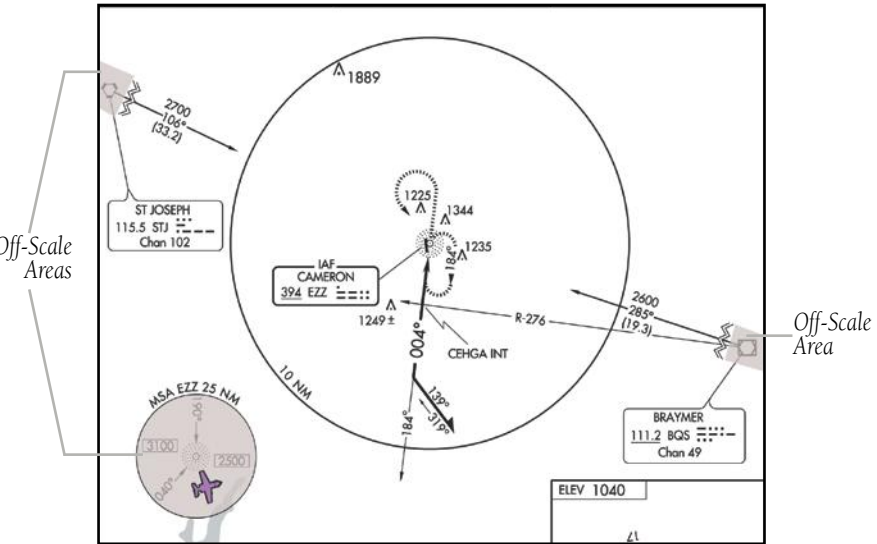 1889
2700
106°
(33.2)
ST JOSEPH
115.5 STJ
Chan 102
Off-Scale
Areas
1225
1344
1235
184°
IAF
CAMERON
394 EZZ
1249 ±
R-276
2600
285°
(19.3)
Off-Scale
Area
004°
CEHGA INT
10 NM
139°
319°
184°
BRAYMER
111.2 BQS
Chan 49
MSA EZZ 25 NM
190°
3100
2500
040°
ELEV 1040
17